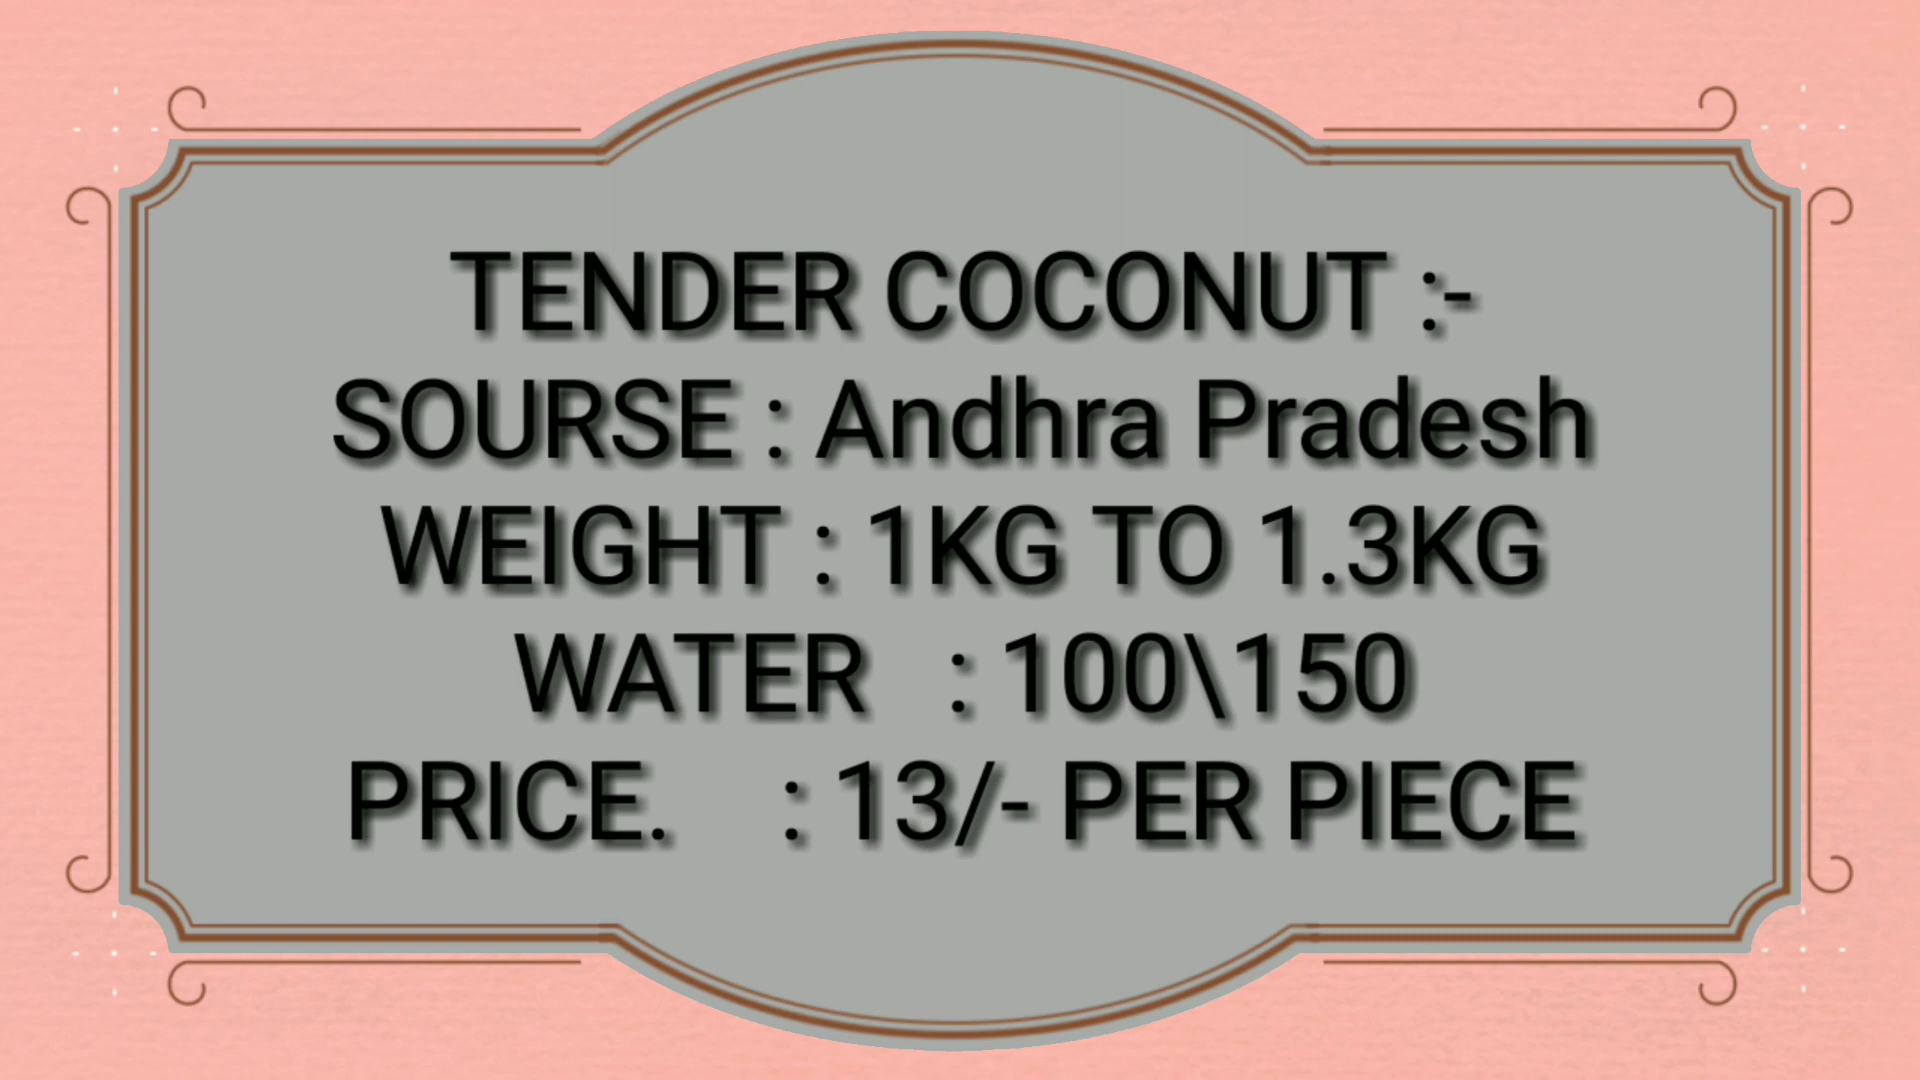 TENDER COCONUT :-
SOURSE : Andhra Pradesh
WEIGHT : 1KG TO 1.3KG
WATER   : 100\150
PRICE.    : 13/- PER PIECE